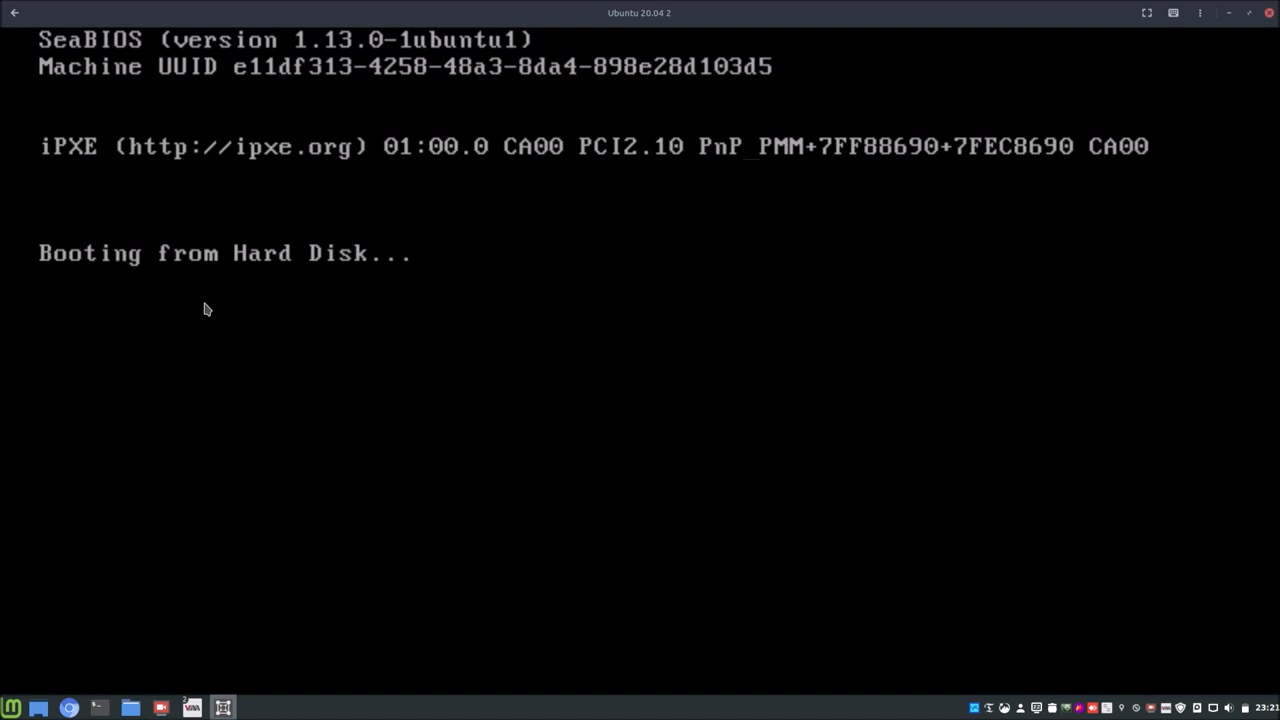 Ubuntu 20.04 2
SeaBIOS (version 1.13.0-1ubuntu1)
Machine UUID e11df313-4258-48a3-8da4-898e28d103d5
iPXE (http://ipxe.org) 01:00.0 CA00 PCI2.10 PnP PMM+7FF88690+7FEC8690 CA00
Booting from Hard Disk...
2
23:21